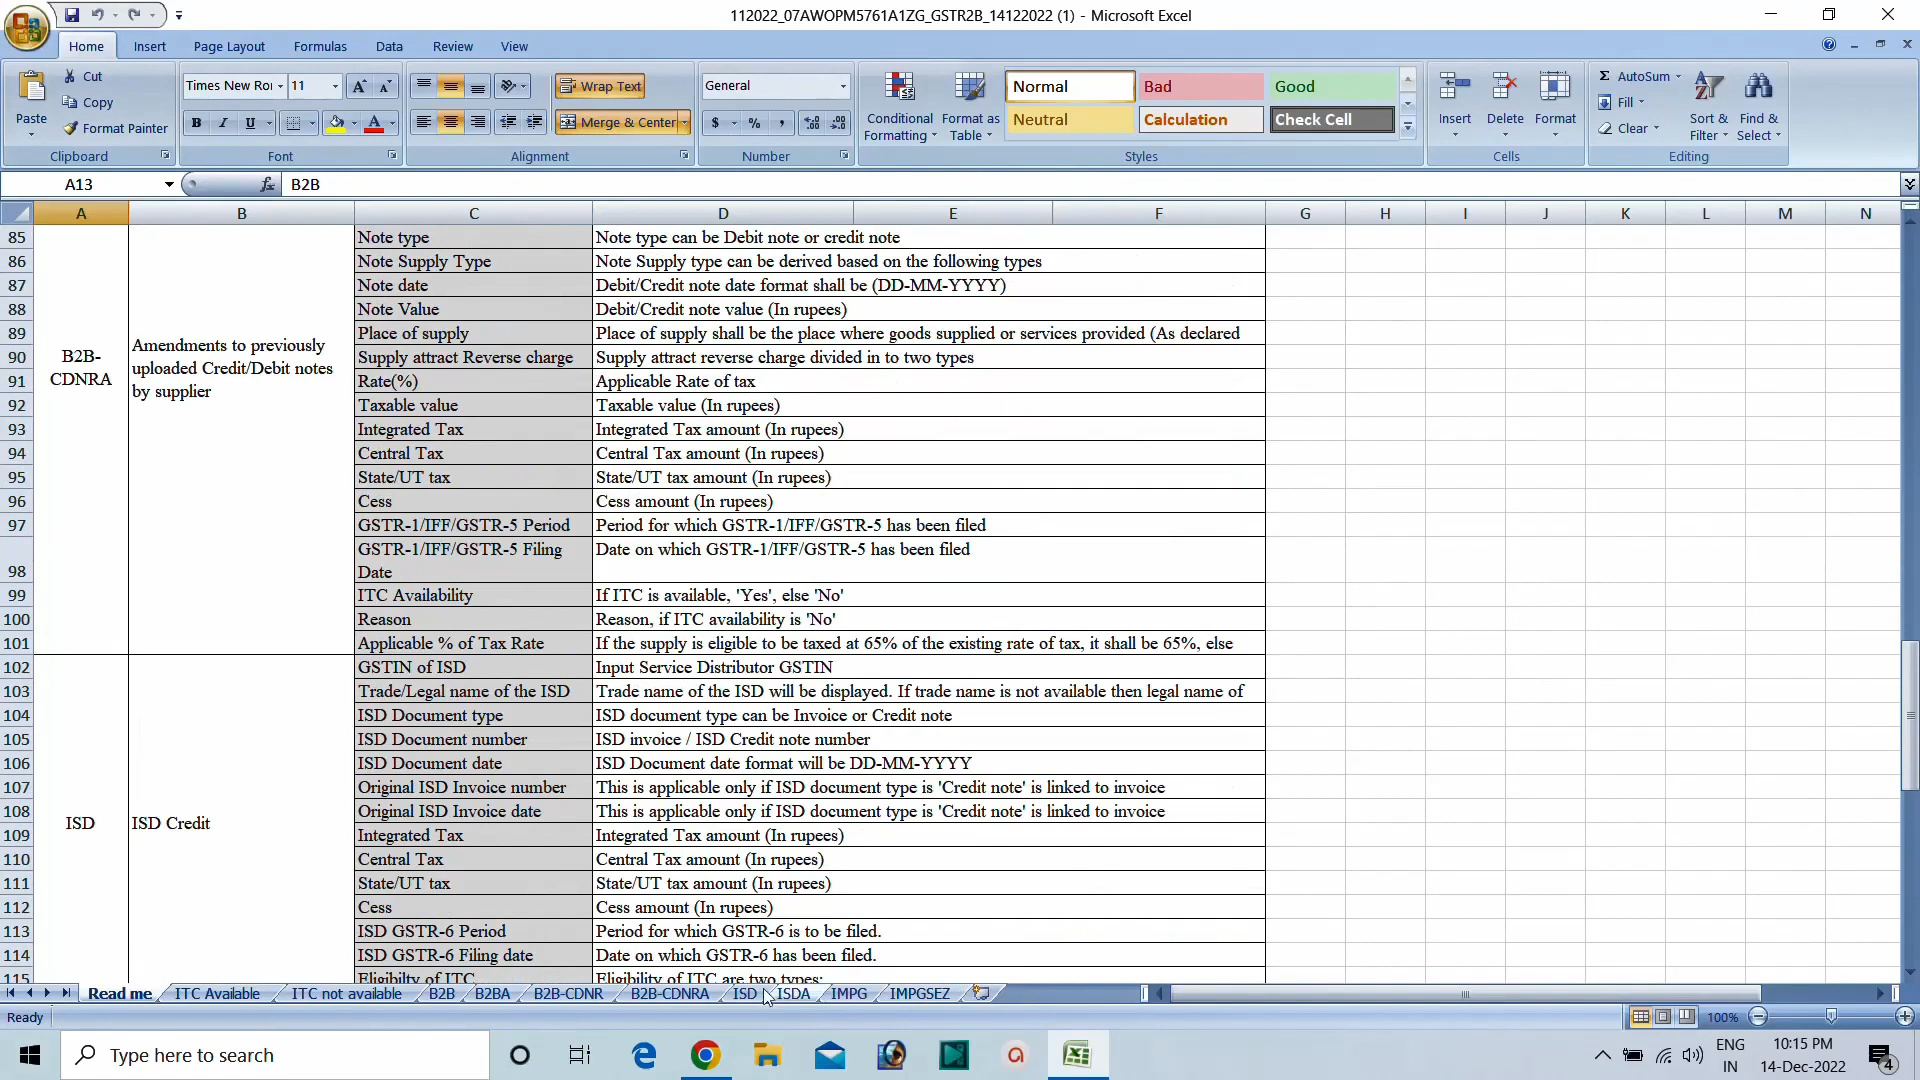 112022_07AWOPM5761A1ZG_GSTR2B_14122022 (1) - Microsoft Excel
Home Insert Page Layout Formulas Data Review View
Paste
Cut
Copy
Format Painter
Clipboard
Times New Ro 11
B I U
Font
Wrap Text
Merge & Center
Alignment
General
$ % ,
Number
Conditional Formatting
Format as Table
Normal Bad Good
Neutral Calculation Check Cell
Styles
Insert Delete Format
Cells
Σ AutoSum
Fill
Clear
Sort & Filter
Find & Select
Editing
A13 fx B2B
A B C D E F G H I J K L M N
85 Note type Note type can be Debit note or credit note
86 Note Supply Type Note Supply type can be derived based on the following types
87 Note date Debit/Credit note date format shall be (DD-MM-YYYY)
88 Note Value Debit/Credit note value (In rupees)
89 Place of supply Place of supply shall be the place where goods supplied or services provided (As declared
B2B-CDNRA
Amendments to previously
uploaded Credit/Debit notes
by supplier
90 Supply attract Reverse charge Supply attract reverse charge divided in to two types
91 Rate(%) Applicable Rate of tax
92 Taxable value Taxable value (In rupees)
93 Integrated Tax Integrated Tax amount (In rupees)
94 Central Tax Central Tax amount (In rupees)
95 State/UT tax State/UT tax amount (In rupees)
96 Cess Cess amount (In rupees)
97 GSTR-1/IFF/GSTR-5 Period Period for which GSTR-1/IFF/GSTR-5 has been filed
98 GSTR-1/IFF/GSTR-5 Filing Date Date on which GSTR-1/IFF/GSTR-5 has been filed
99 ITC Availability If ITC is available, 'Yes', else 'No'
100 Reason Reason, if ITC availability is 'No'
101 Applicable % of Tax Rate If the supply is eligible to be taxed at 65% of the existing rate of tax, it shall be 65%, else
102 GSTIN of ISD Input Service Distributor GSTIN
103 Trade/Legal name of the ISD Trade name of the ISD will be displayed. If trade name is not available then legal name of
104 ISD Document type ISD document type can be Invoice or Credit note
105 ISD Document number ISD invoice / ISD Credit note number
106 ISD Document date ISD Document date format will be DD-MM-YYYY
107 Original ISD Invoice number This is applicable only if ISD document type is 'Credit note' is linked to invoice
108 Original ISD Invoice date This is applicable only if ISD document type is 'Credit note' is linked to invoice
ISD ISD Credit
109 Integrated Tax Integrated Tax amount (In rupees)
110 Central Tax Central Tax amount (In rupees)
111 State/UT tax State/UT tax amount (In rupees)
112 Cess Cess amount (In rupees)
113 ISD GSTR-6 Period Period for which GSTR-6 is to be filed.
114 ISD GSTR-6 Filing date Date on which GSTR-6 has been filed.
115 Eligibilty of ITC Eligibility of ITC are two types:
Read me ITC Available ITC not available B2B B2BA B2B-CDNR B2B-CDNRA ISD ISDA IMPG IMPGSEZ
Ready 100%
Type here to search
ENG IN
10:15 PM
14-Dec-2022
4